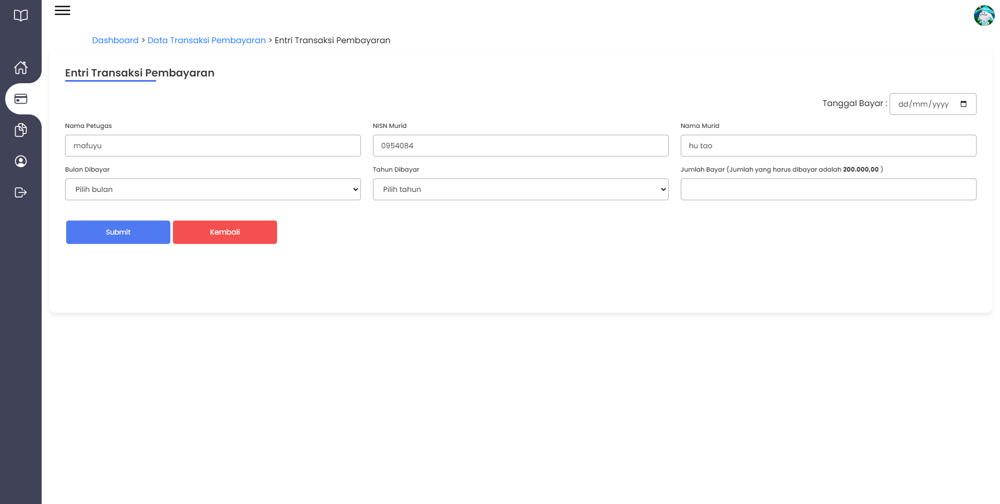 Dashboard > Data Transaksi Pembayaran > Entri Transaksi Pembayaran
Entri Transaksi Pembayaran
Tanggal Bayar : dd/mm/yyyy
Nama Petugas
NISN Murid
Nama Murid
mafuyu
0954084
hu tao
Bulan Dibayar
Tahun Dibayar
Jumlah Bayar (Jumlah yang harus dibayar adalah 200.000,00 )
Pilih bulan
Pilih tahun
Submit
Kembali